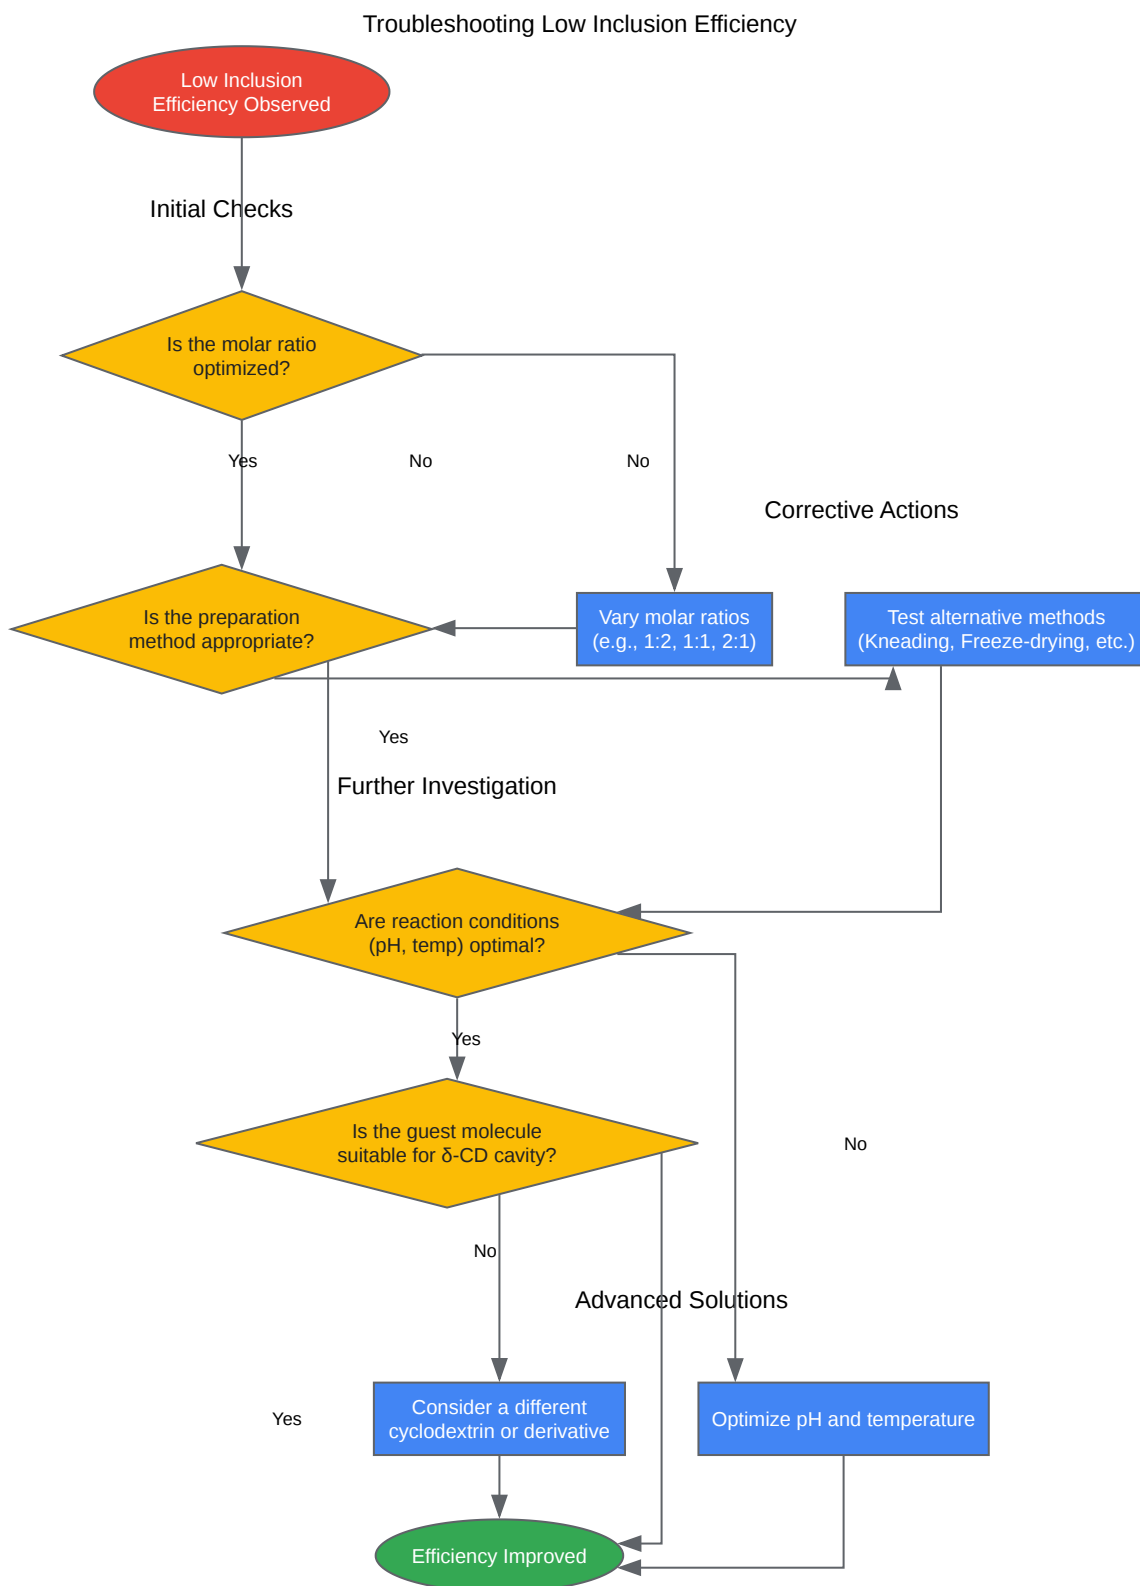 Troubleshooting Low Inclusion Efficiency
Low Inclusion
Efficiency Observed
Initial Checks
Is the molar ratio
optimized?
Yes
No
No
Corrective Actions
Is the preparation
method appropriate?
Vary molar ratios
(e.g., 1:2, 1:1, 2:1)
Test alternative methods
(Kneading, Freeze-drying, etc.)
Yes
Further Investigation
Are reaction conditions
(pH, temp) optimal?
Yes
Is the guest molecule
suitable for δ-CD cavity?
No
No
Advanced Solutions
Yes
Consider a different
cyclodextrin or derivative
Optimize pH and temperature
Efficiency Improved